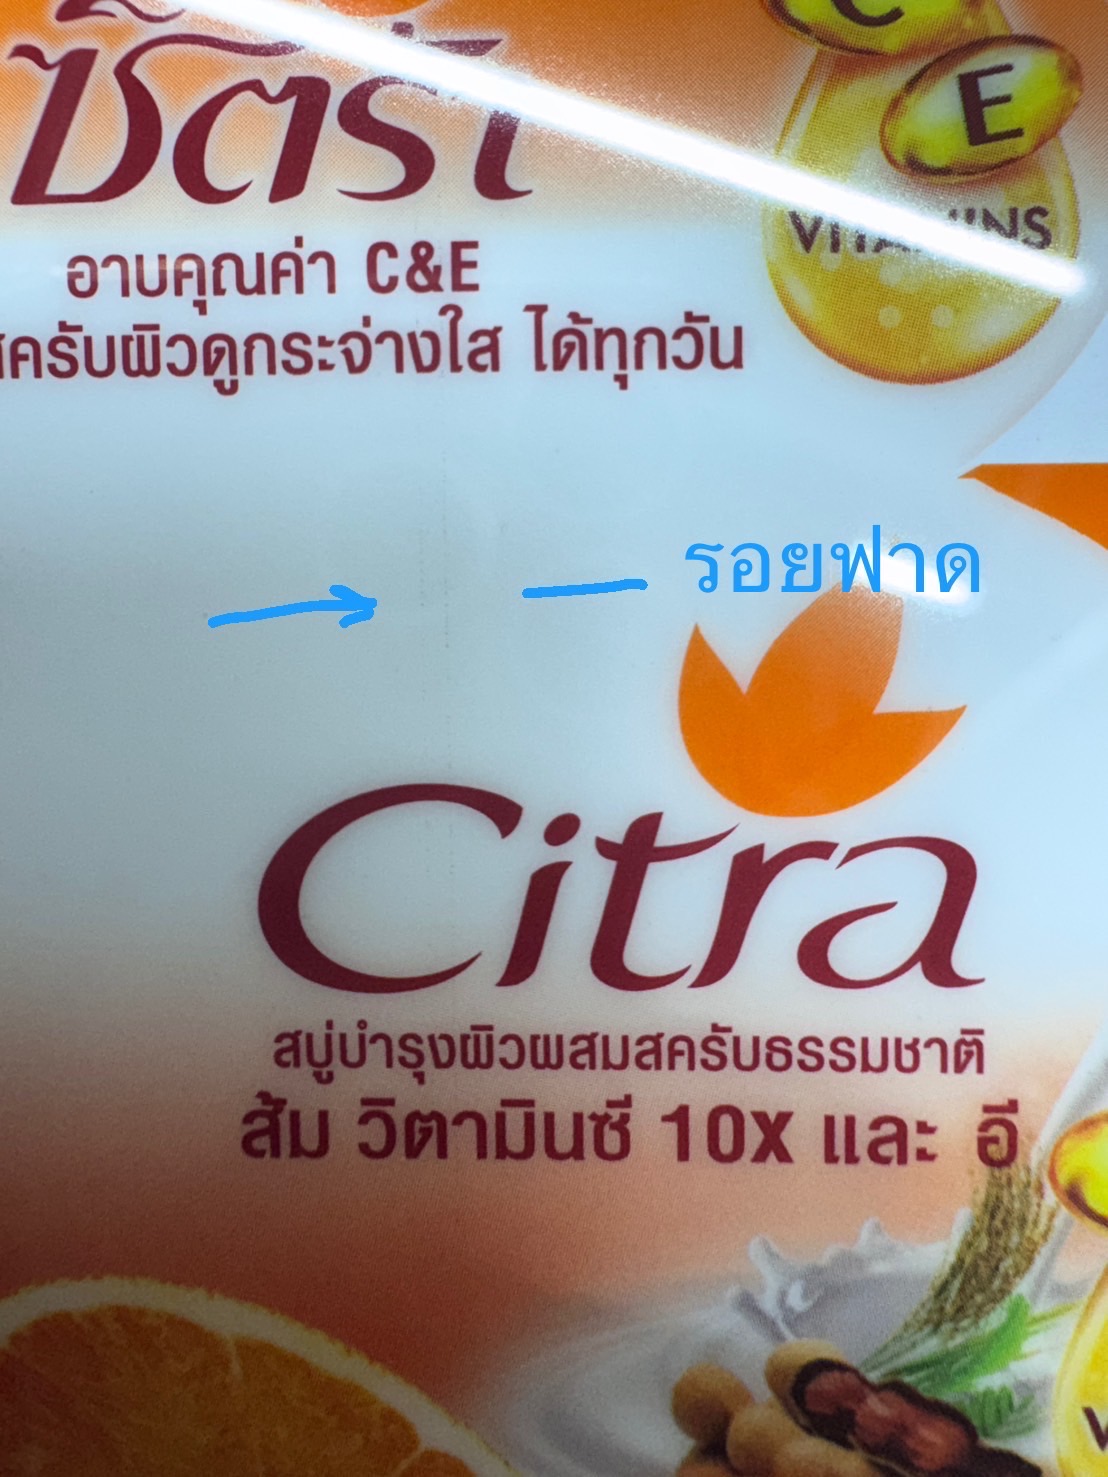 ซิตร้า
C
E
VITAMINS
อาบคุณค่า C&E
สครับผิวดูกระจ่างใส ได้ทุกวัน
รอยฟาด
Citra
สบู่บำรุงผิวผสมสครับธรรมชาติ
ส้ม วิตามินซี 10X และ อี